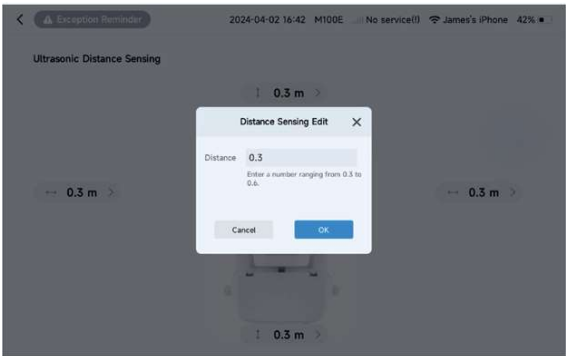 Exception Reminder
2024-04-02 16:42 M100E No service(!) James's iPhone 42%
Ultrasonic Distance Sensing
0.3 m
Distance Sensing Edit
Distance 0.3
Enter a number ranging from 0.3 to
0.6.
0.3 m
0.3 m
Cancel OK
0.3 m